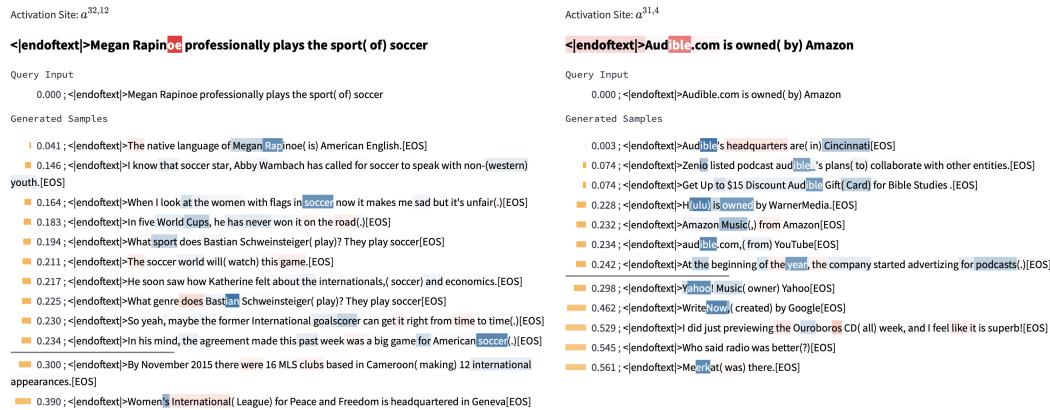 Activation Site: a^{32,12}
<|endoftext|>Megan Rapinoe professionally plays the sport( of) soccer
Query Input
0.000 ; <|endoftext|>Megan Rapinoe professionally plays the sport( of) soccer
Generated Samples
0.041 ; <|endoftext|>The native language of Megan Rapinoe( is) American English.[EOS]
0.146 ; <|endoftext|>I know that soccer star, Abby Wambach has called for soccer to speak with non-(western)
youth.[EOS]
0.164 ; <|endoftext|>When I look at the women with flags in soccer now it makes me sad but it's unfair(.)[EOS]
0.183 ; <|endoftext|>In five World Cups, he has never won it on the road(.)[EOS]
0.194 ; <|endoftext|>What sport does Bastian Schweinsteiger( play)? They play soccer[EOS]
0.211 ; <|endoftext|>The soccer world will( watch) this game.[EOS]
0.217 ; <|endoftext|>He soon saw how Katherine felt about the internationals,( soccer) and economics.[EOS]
0.225 ; <|endoftext|>What genre does Bastian Schweinsteiger( play)? They play soccer[EOS]
0.230 ; <|endoftext|>So yeah, maybe the former International goalscorer can get it right from time to time(.)[EOS]
0.234 ; <|endoftext|>In his mind, the agreement made this past week was a big game for American soccer(.)[EOS]
0.300 ; <|endoftext|>By November 2015 there were 16 MLS clubs based in Cameroon( making) 12 international
appearances.[EOS]
0.390 ; <|endoftext|>Women's International( League) for Peace and Freedom is headquartered in Geneva[EOS]
Activation Site: a^{31,4}
<|endoftext|>Audible.com is owned( by) Amazon
Query Input
0.000 ; <|endoftext|>Audible.com is owned( by) Amazon
Generated Samples
0.003 ; <|endoftext|>Audible's headquarters are( in) Cincinnati[EOS]
0.074 ; <|endoftext|>Zenio listed podcast audible_'s plans( to) collaborate with other entities.[EOS]
0.074 ; <|endoftext|>Get Up to $15 Discount Audible Gift( Card) for Bible Studies .[EOS]
0.228 ; <|endoftext|>H(ulu) is owned by WarnerMedia.[EOS]
0.232 ; <|endoftext|>Amazon Music(,) from Amazon[EOS]
0.234 ; <|endoftext|>audible.com,( from) YouTube[EOS]
0.242 ; <|endoftext|>At the beginning of the year, the company started advertizing for podcasts(.)[EOS]
0.298 ; <|endoftext|>Yahoo! Music( owner) Yahoo[EOS]
0.462 ; <|endoftext|>WriteNow,( created) by Google[EOS]
0.529 ; <|endoftext|>I did just previewing the Ouroboros CD( all) week, and I feel like it is superb![EOS]
0.545 ; <|endoftext|>Who said radio was better(?)[EOS]
0.561 ; <|endoftext|>Meerkat( was) there.[EOS]